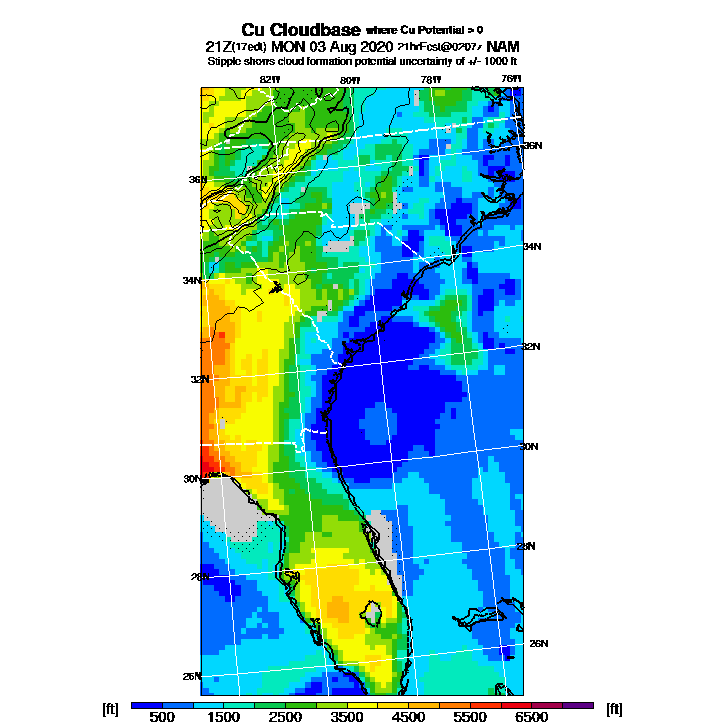 Cu Cloudbase where Cu Potential > 0
21Z(17edt) MON 03 Aug 2020 21hrFcst@0207z NAM
Stipple shows cloud formation potential uncertainty of +/- 1000 ft
82W 80W 78W 76W
36N 36N
34N 34N
32N 32N
30N 30N
28N 28N
26N 26N
[ft] 500 1500 2500 3500 4500 5500 6500 [ft]